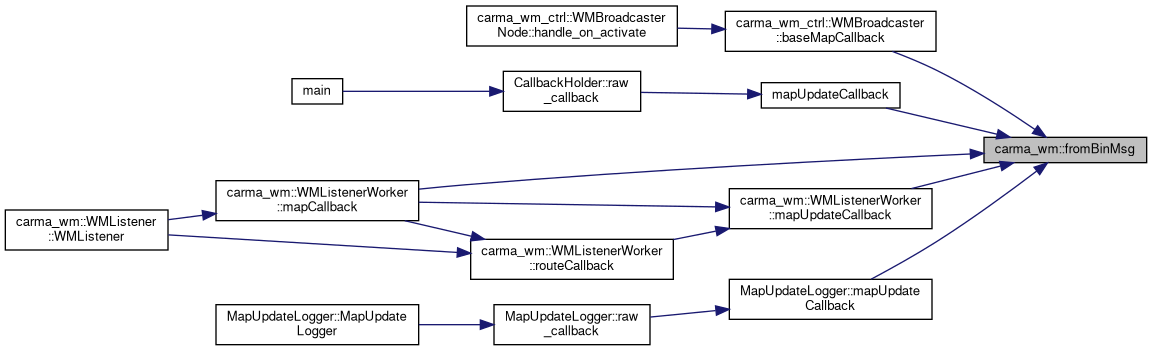 carma_wm_ctrl::WMBroadcaster
Node::handle_on_activate
carma_wm_ctrl::WMBroadcaster
::baseMapCallback
main
CallbackHolder::raw
_callback
mapUpdateCallback
carma_wm::fromBinMsg
carma_wm::WMListenerWorker
::mapCallback
carma_wm::WMListenerWorker
::mapUpdateCallback
carma_wm::WMListener
::WMListener
carma_wm::WMListenerWorker
::routeCallback
MapUpdateLogger::mapUpdate
Callback
MapUpdateLogger::MapUpdate
Logger
MapUpdateLogger::raw
_callback